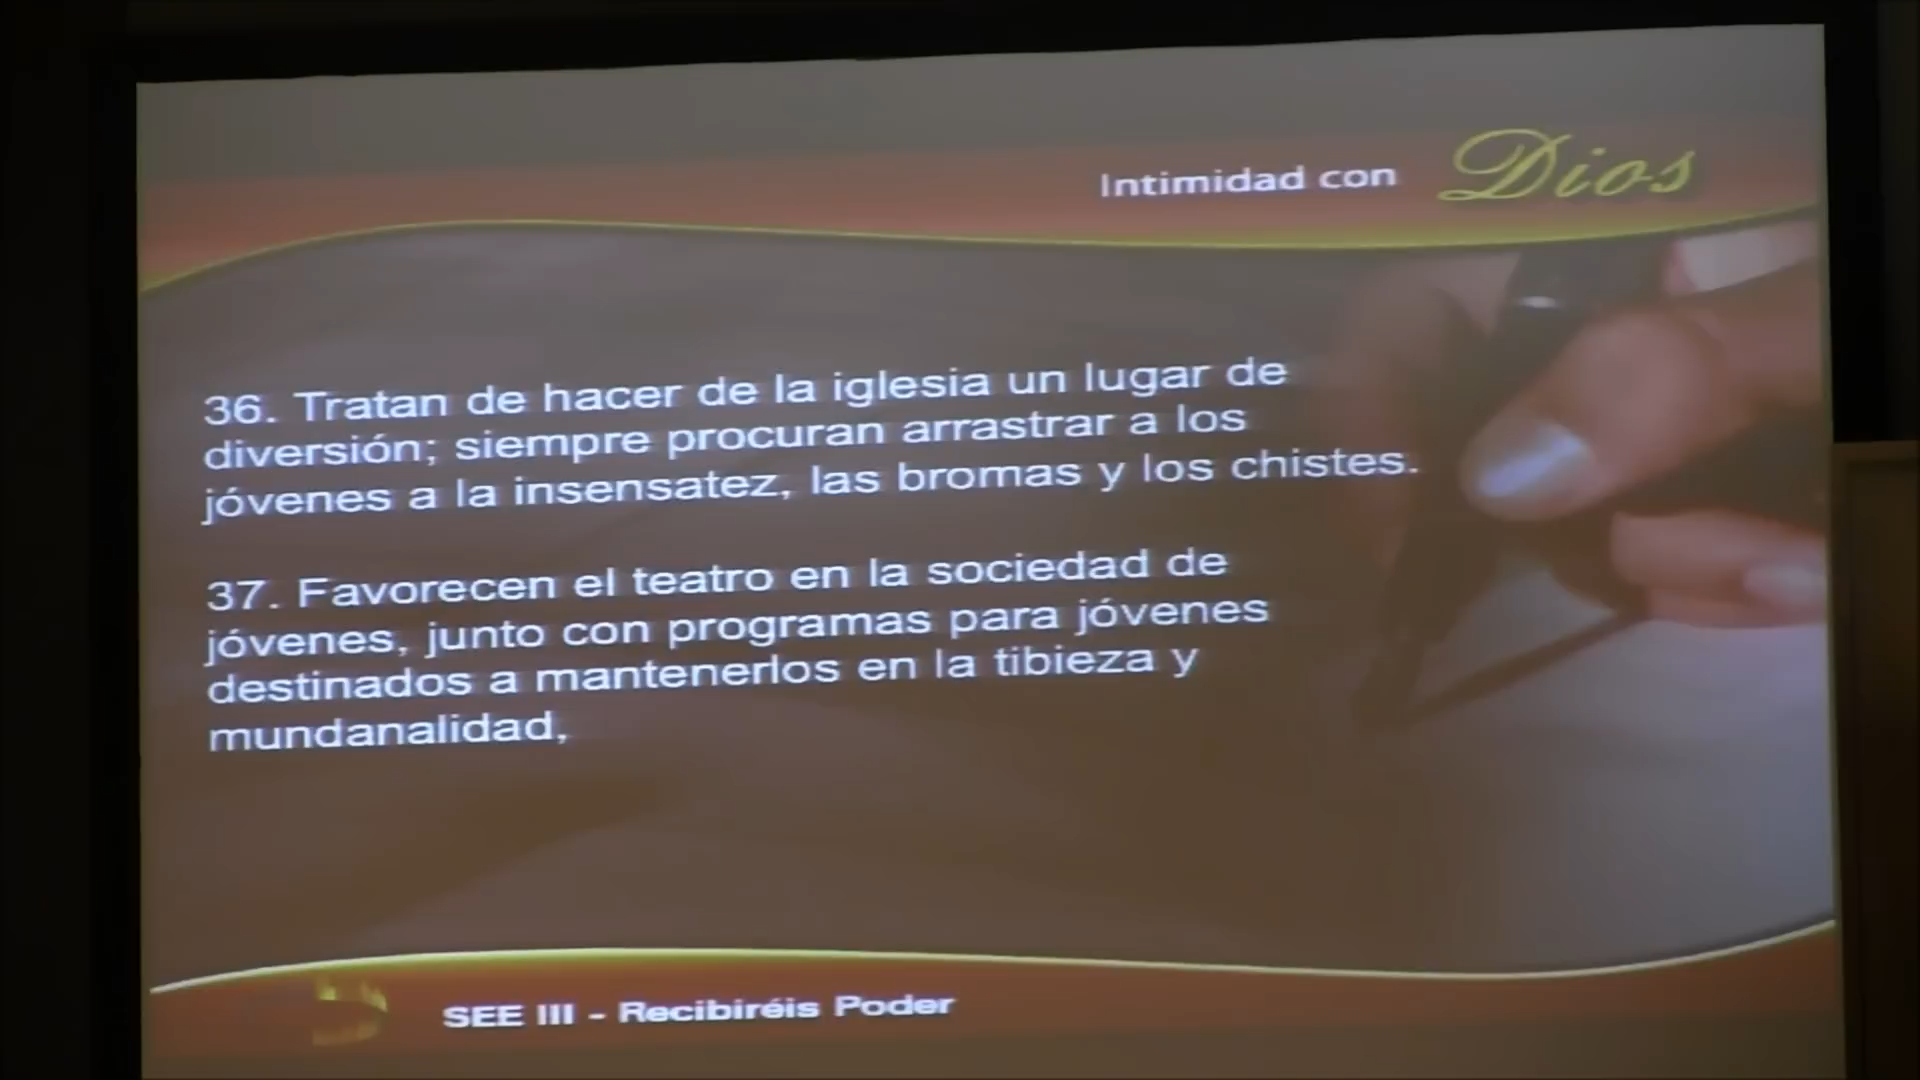 Intimidad con Dios
36. Tratan de hacer de la iglesia un lugar de
diversión; siempre procuran arrastrar a los
jóvenes a la insensatez, las bromas y los chistes.
37. Favorecen el teatro en la sociedad de
jóvenes, junto con programas para jóvenes
destinados a mantenerlos en la tibieza y
mundanalidad,
SEE III - Recibiréis Poder